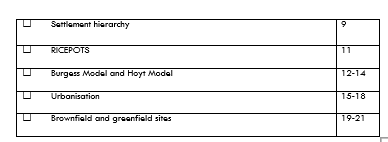 ☐ Settlement hierarchy 9
☐ RICEPOTS 11
☐ Burgess Model and Hoyt Model 12-14
☐ Urbanisation 15-18
☐ Brownfield and greenfield sites 19-21